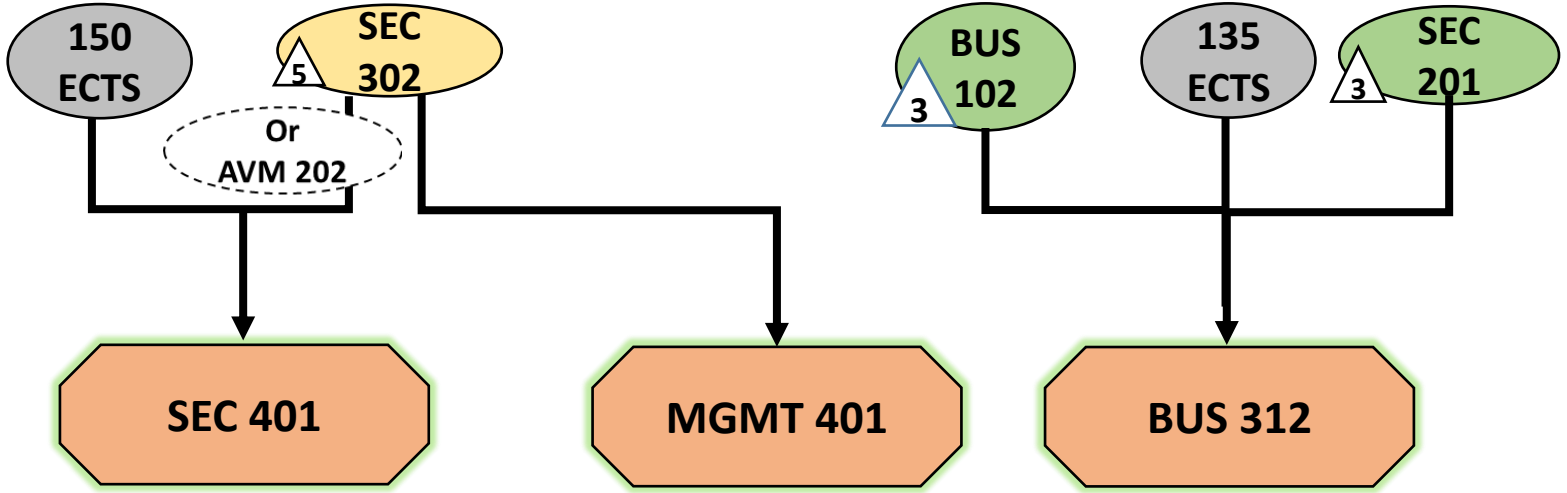 150
ECTS
SEC
302
5
Or
AVM 202
BUS
102
3
135
ECTS
SEC
201
3
SEC 401
MGMT 401
BUS 312